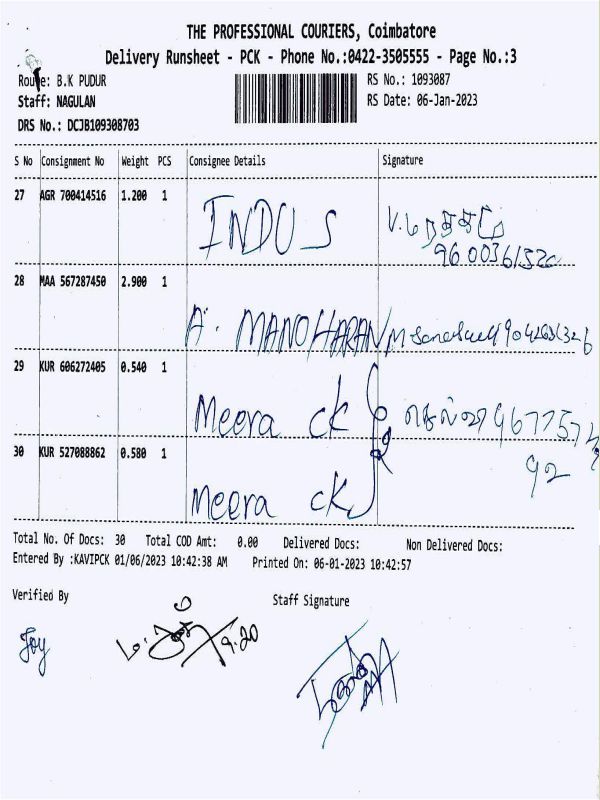 THE PROFESSIONAL COURIERS, Coimbatore
Delivery Runsheet - PCK - Phone No.:0422-3505555 - Page No.:3
Route: B.K PUDUR
RS No.: 1093087
Staff: NAGULAN
RS Date: 06-Jan-2023
DRS No.: DCJB109308703
S No Consignment No Weight PCS Consignee Details Signature
27 AGR 700414516 1.200 1 INDUS
9600361520
28 MAA 567287450 2.900 1 A. MANOHARAN
29 KUR 606272405 0.540 1 Meera ck செல்வா 9677574
92
30 KUR 527088862 0.580 1 Meera ck
Total No. Of Docs: 30 Total COD Amt: 0.00 Delivered Docs: Non Delivered Docs:
Entered By :KAVIPCK 01/06/2023 10:42:38 AM Printed On: 06-01-2023 10:42:57
Verified By Staff Signature
Joy 9.20